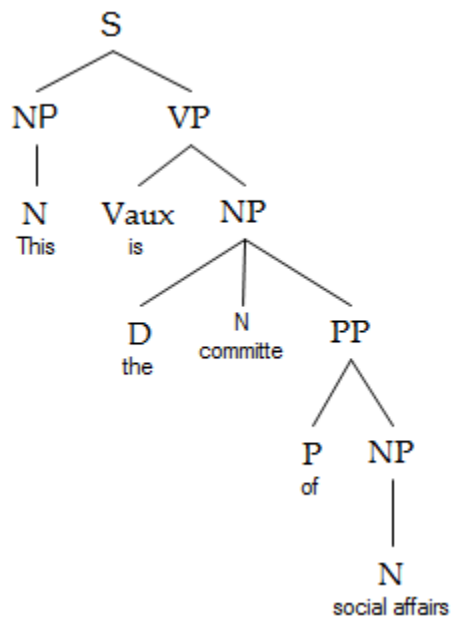 S
NP VP
N Vaux NP
This is
D N PP
the committe
P NP
of
N
social affairs